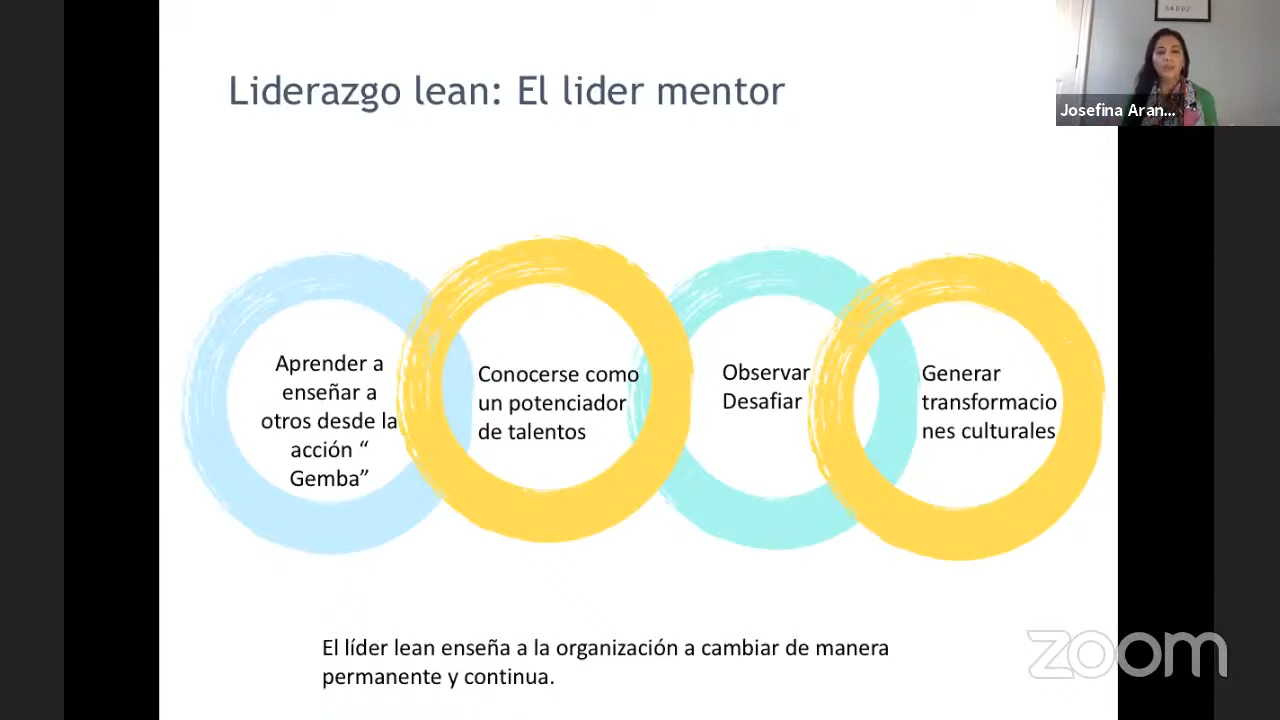 Liderazgo lean: El lider mentor
Josefina Aran...
Aprender a
enseñar a
otros desde la
acción “
Gemba”
Conocerse como
un potenciador
de talentos
Observar
Desafiar
Generar
transformacio
nes culturales
El líder lean enseña a la organización a cambiar de manera
permanente y continua.
zoom